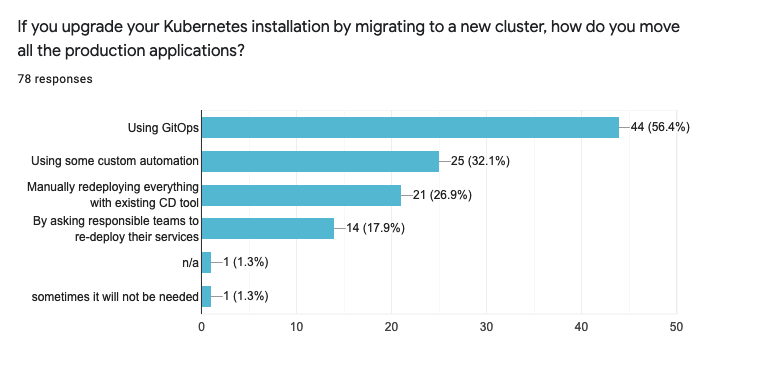 If you upgrade your Kubernetes installation by migrating to a new cluster, how do you move
all the production applications?
78 responses
Using GitOps
44 (56.4%)
Using some custom automation
25 (32.1%)
Manually redeploying everything
with existing CD tool
21 (26.9%)
By asking responsible teams to
re-deploy their services
14 (17.9%)
n/a
1 (1.3%)
sometimes it will not be needed
1 (1.3%)
0
10
20
30
40
50